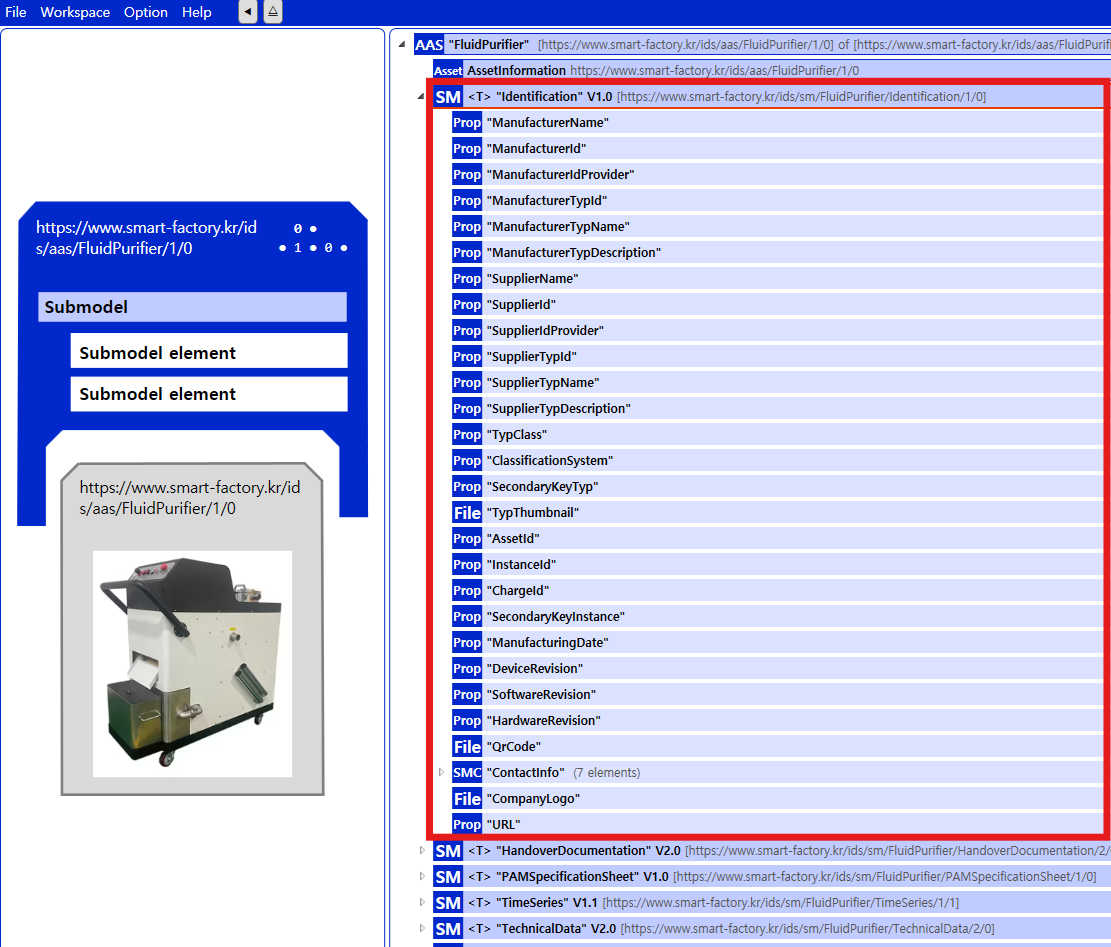 File Workspace Option Help
https://www.smart-factory.kr/id
s/aas/FluidPurifier/1/0
0
1 0
Submodel
Submodel element
Submodel element
https://www.smart-factory.kr/id
s/aas/FluidPurifier/1/0
AAS "FluidPurifier" [https://www.smart-factory.kr/ids/aas/FluidPurifier/1/0] of [https://www.smart-factory.kr/ids/aas/FluidPurifi
Asset AssetInformation https://www.smart-factory.kr/ids/aas/FluidPurifier/1/0
SM <T> "Identification" V1.0 [https://www.smart-factory.kr/ids/sm/FluidPurifier/Identification/1/0]
Prop "ManufacturerName"
Prop "ManufacturerId"
Prop "ManufacturerIdProvider"
Prop "ManufacturerTypId"
Prop "ManufacturerTypName"
Prop "ManufacturerTypDescription"
Prop "SupplierName"
Prop "SupplierId"
Prop "SupplierIdProvider"
Prop "SupplierTypId"
Prop "SupplierTypName"
Prop "SupplierTypDescription"
Prop "TypClass"
Prop "ClassificationSystem"
Prop "SecondaryKeyTyp"
File "TypThumbnail"
Prop "AssetId"
Prop "InstanceId"
Prop "ChargeId"
Prop "SecondaryKeyInstance"
Prop "ManufacturingDate"
Prop "DeviceRevision"
Prop "SoftwareRevision"
Prop "HardwareRevision"
File "QrCode"
SMC "ContactInfo" (7 elements)
File "CompanyLogo"
Prop "URL"
SM <T> "HandoverDocumentation" V2.0 [https://www.smart-factory.kr/ids/sm/FluidPurifier/HandoverDocumentation/2/
SM <T> "PAMSpecificationSheet" V1.0 [https://www.smart-factory.kr/ids/sm/FluidPurifier/PAMSpecificationSheet/1/0]
SM <T> "TimeSeries" V1.1 [https://www.smart-factory.kr/ids/sm/FluidPurifier/TimeSeries/1/1]
SM <T> "TechnicalData" V2.0 [https://www.smart-factory.kr/ids/sm/FluidPurifier/TechnicalData/2/0]